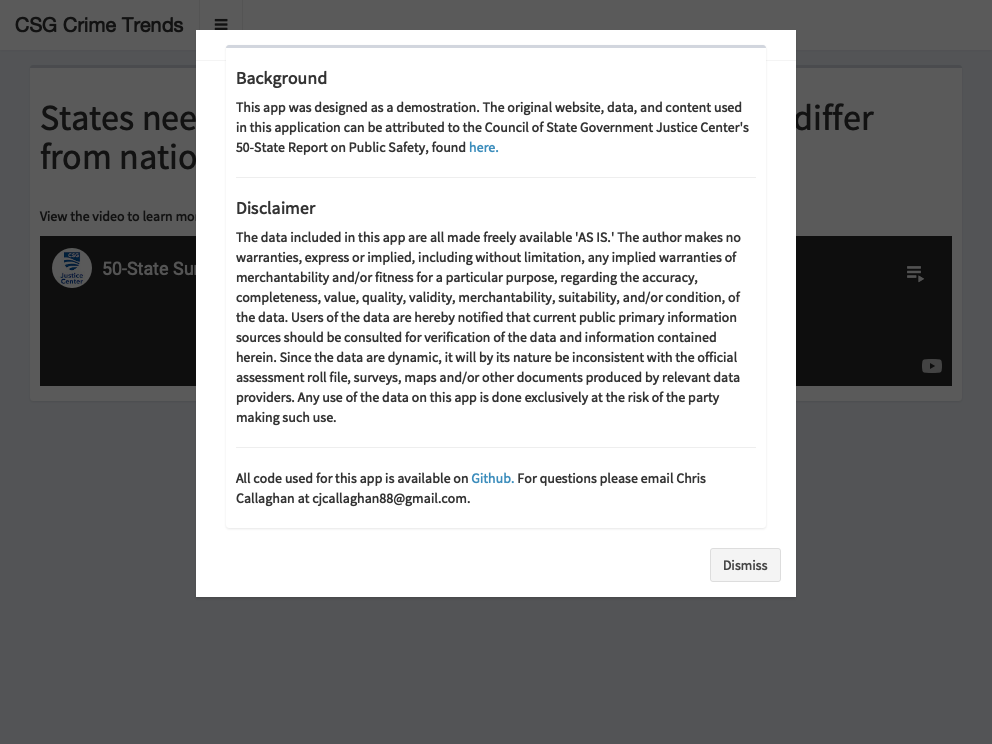 CSG Crime Trends
Background
This app was designed as a demostration. The original website, data, and content used
in this application can be attributed to the Council of State Government Justice Center's
50-State Report on Public Safety, found here.
Disclaimer
The data included in this app are all made freely available 'AS IS.' The author makes no
warranties, express or implied, including without limitation, any implied warranties of
merchantability and/or fitness for a particular purpose, regarding the accuracy,
completeness, value, quality, validity, merchantability, suitability, and/or condition, of
the data. Users of the data are hereby notified that current public primary information
sources should be consulted for verification of the data and information contained
herein. Since the data are dynamic, it will by its nature be inconsistent with the official
assessment roll file, surveys, maps and/or other documents produced by relevant data
providers. Any use of the data on this app is done exclusively at the risk of the party
making such use.
All code used for this app is available on Github. For questions please email Chris
Callaghan at cjcallaghan88@gmail.com.
Dismiss
States nee
differ
from natio
View the video to learn mo
CSG
Justice
Center
50-State Su